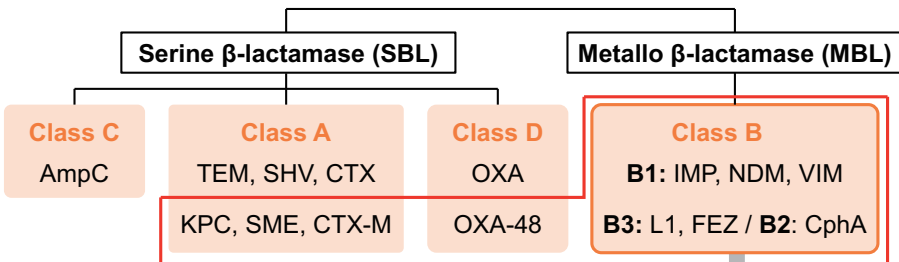 Serine β-lactamase (SBL)
Metallo β-lactamase (MBL)
Class C
AmpC
Class A
TEM, SHV, CTX
KPC, SME, CTX-M
Class D
OXA
OXA-48
Class B
B1: IMP, NDM, VIM
B3: L1, FEZ / B2: CphA